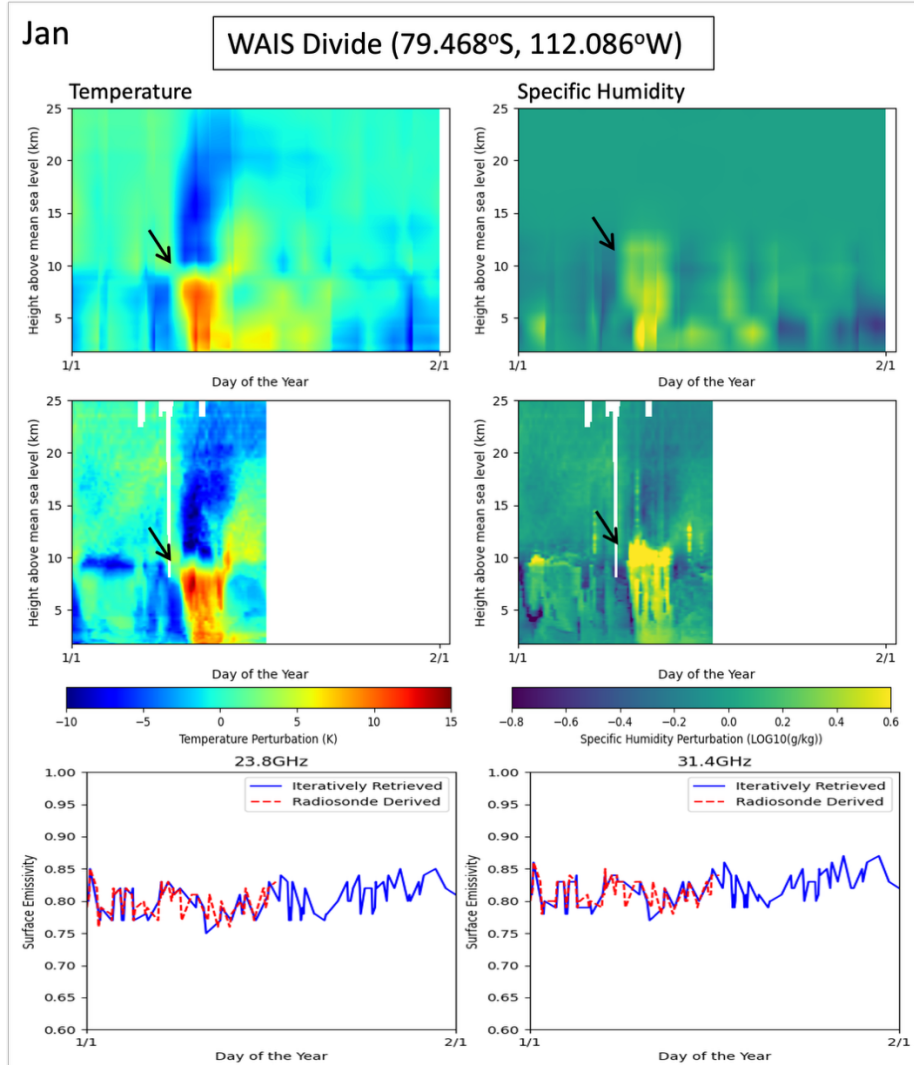 Jan
WAIS Divide (79.468°S, 112.086°W)
Temperature
Specific Humidity
25
20
15
10
5
Height above mean sea level (km)
1/1
2/1
Day of the Year
25
20
15
10
5
Height above mean sea level (km)
1/1
2/1
Day of the Year
25
20
15
10
5
Height above mean sea level (km)
1/1
2/1
Day of the Year
25
20
15
10
5
Height above mean sea level (km)
1/1
2/1
Day of the Year
−10 −5 0 5 10 15
Temperature Perturbation (K)
−0.8 −0.6 −0.4 −0.2 0.0 0.2 0.4 0.6
Specific Humidity Perturbation (LOG10(g/kg))
23.8GHz
1.00
0.95
0.90
0.85
0.80
0.75
0.70
0.65
0.60
Surface Emissivity
Iteratively Retrieved
Radiosonde Derived
1/1
2/1
Day of the Year
31.4GHz
1.00
0.95
0.90
0.85
0.80
0.75
0.70
0.65
0.60
Surface Emissivity
Iteratively Retrieved
Radiosonde Derived
1/1
2/1
Day of the Year